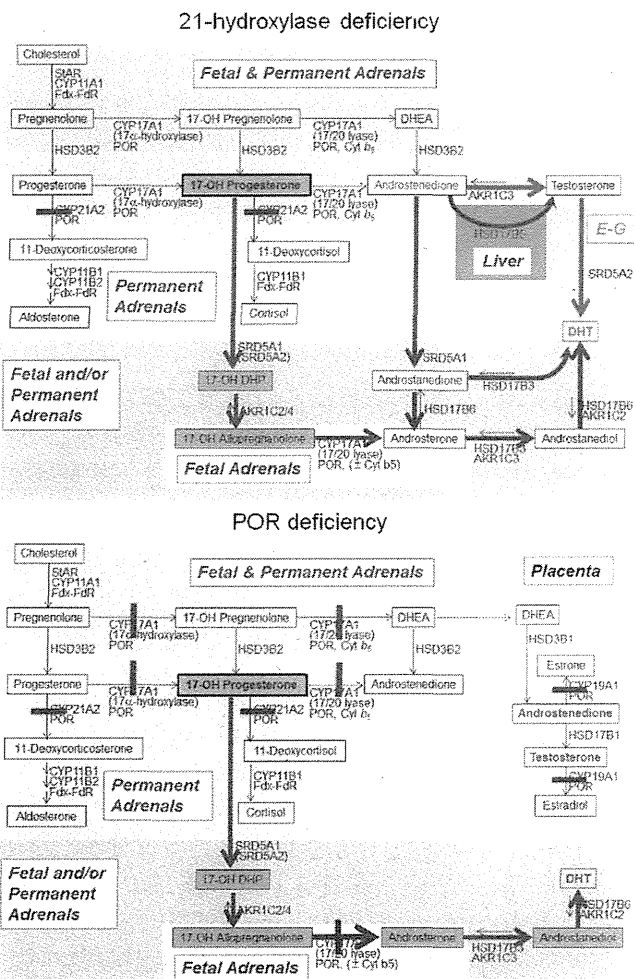 21-hydroxylase deficiency
Cholesterol
StAR
CYP11A1
Fdx-FdR
Fetal & Permanent Adrenals
Pregnenolone
CYP17A1
(17α-hydroxylase)
POR
17-OH Pregnenolone
CYP17A1
(17/20 lyase)
POR, Cyt b5
DHEA
HSD3B2
HSD3B2
HSD3B2
Progesterone
CYP17A1
(17α-hydroxylase)
POR
17-OH Progesterone
CYP17A1
(17/20 lyase)
POR, Cyt b5
Androstenedione
AKR1C3
Testosterone
CYP21A2
POR
CYP21A2
POR
Liver
E-G
11-Deoxycorticosterone
11-Deoxycortisol
SRD5A2
CYP11B1
CYP11B2
Fdx-FdR
Permanent
Adrenals
CYP11B1
Fdx-FdR
Aldosterone
Cortisol
DHT
Fetal and/or
Permanent
Adrenals
SRD5A1
(SRD5A2)
SRD5A1
17-OH DHP
Androstanedione
HSD17B3
AKR1C2/4
HSD17B6
HSD17B6
AKR1C2
17-OH Allopregnanolone
CYP17A1
(17/20 lyase)
POR, (± Cyt b5)
Androsterone
HSD17B3
AKR1C3
Androstanediol
Fetal Adrenals
POR deficiency
Cholesterol
StAR
CYP11A1
Fdx-FdR
Fetal & Permanent Adrenals
Placenta
Pregnenolone
CYP17A1
(17α-hydroxylase)
POR
17-OH Pregnenolone
CYP17A1
(17/20 lyase)
POR, Cyt b5
DHEA
DHEA
HSD3B2
HSD3B2
HSD3B2
HSD3B1
Estrone
Progesterone
CYP17A1
(17α-hydroxylase)
POR
17-OH Progesterone
CYP17A1
(17/20 lyase)
POR, Cyt b5
Androstenedione
CYP19A1
POR
CYP21A2
POR
CYP21A2
POR
Androstenedione
HSD17B1
11-Deoxycorticosterone
11-Deoxycortisol
Testosterone
CYP11B1
CYP11B2
Fdx-FdR
Permanent
Adrenals
CYP11B1
Fdx-FdR
CYP19A1
POR
Aldosterone
Cortisol
Estradiol
Fetal and/or
Permanent
Adrenals
SRD5A1
(SRD5A2)
17-OH DHP
DHT
AKR1C2/4
HSD17B6
AKR1C2
17-OH Allopregnanolone
CYP17A1
(17/20 lyase)
POR, (± Cyt b5)
Androsterone
HSD17B3
AKR1C3
Androstanediol
Fetal Adrenals